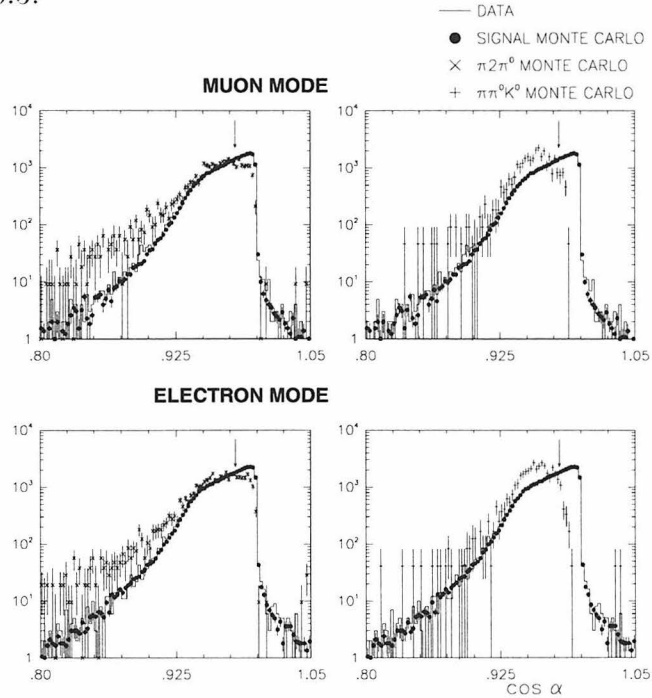 DATA
SIGNAL MONTE CARLO
π2π⁰ MONTE CARLO
ππ⁰K⁰ MONTE CARLO
MUON MODE
10⁴
10³
10²
10¹
1
.80 .925 1.05
10⁴
10³
10²
10¹
1
.80 .925 1.05
ELECTRON MODE
10⁴
10³
10²
10¹
1
.80 .925 1.05
10⁴
10³
10²
10¹
1
.80 .925 1.05
COS α